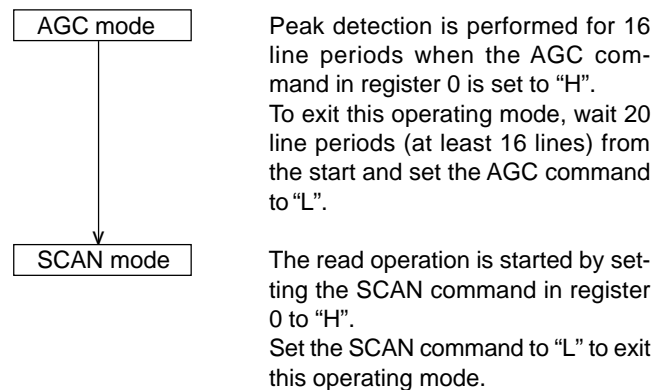 AGC mode
Peak detection is performed for 16
line periods when the AGC com-
mand in register 0 is set to “H”.
To exit this operating mode, wait 20
line periods (at least 16 lines) from
the start and set the AGC command
to “L”.
SCAN mode
The read operation is started by set-
ting the SCAN command in register
0 to “H”.
Set the SCAN command to “L” to exit
this operating mode.